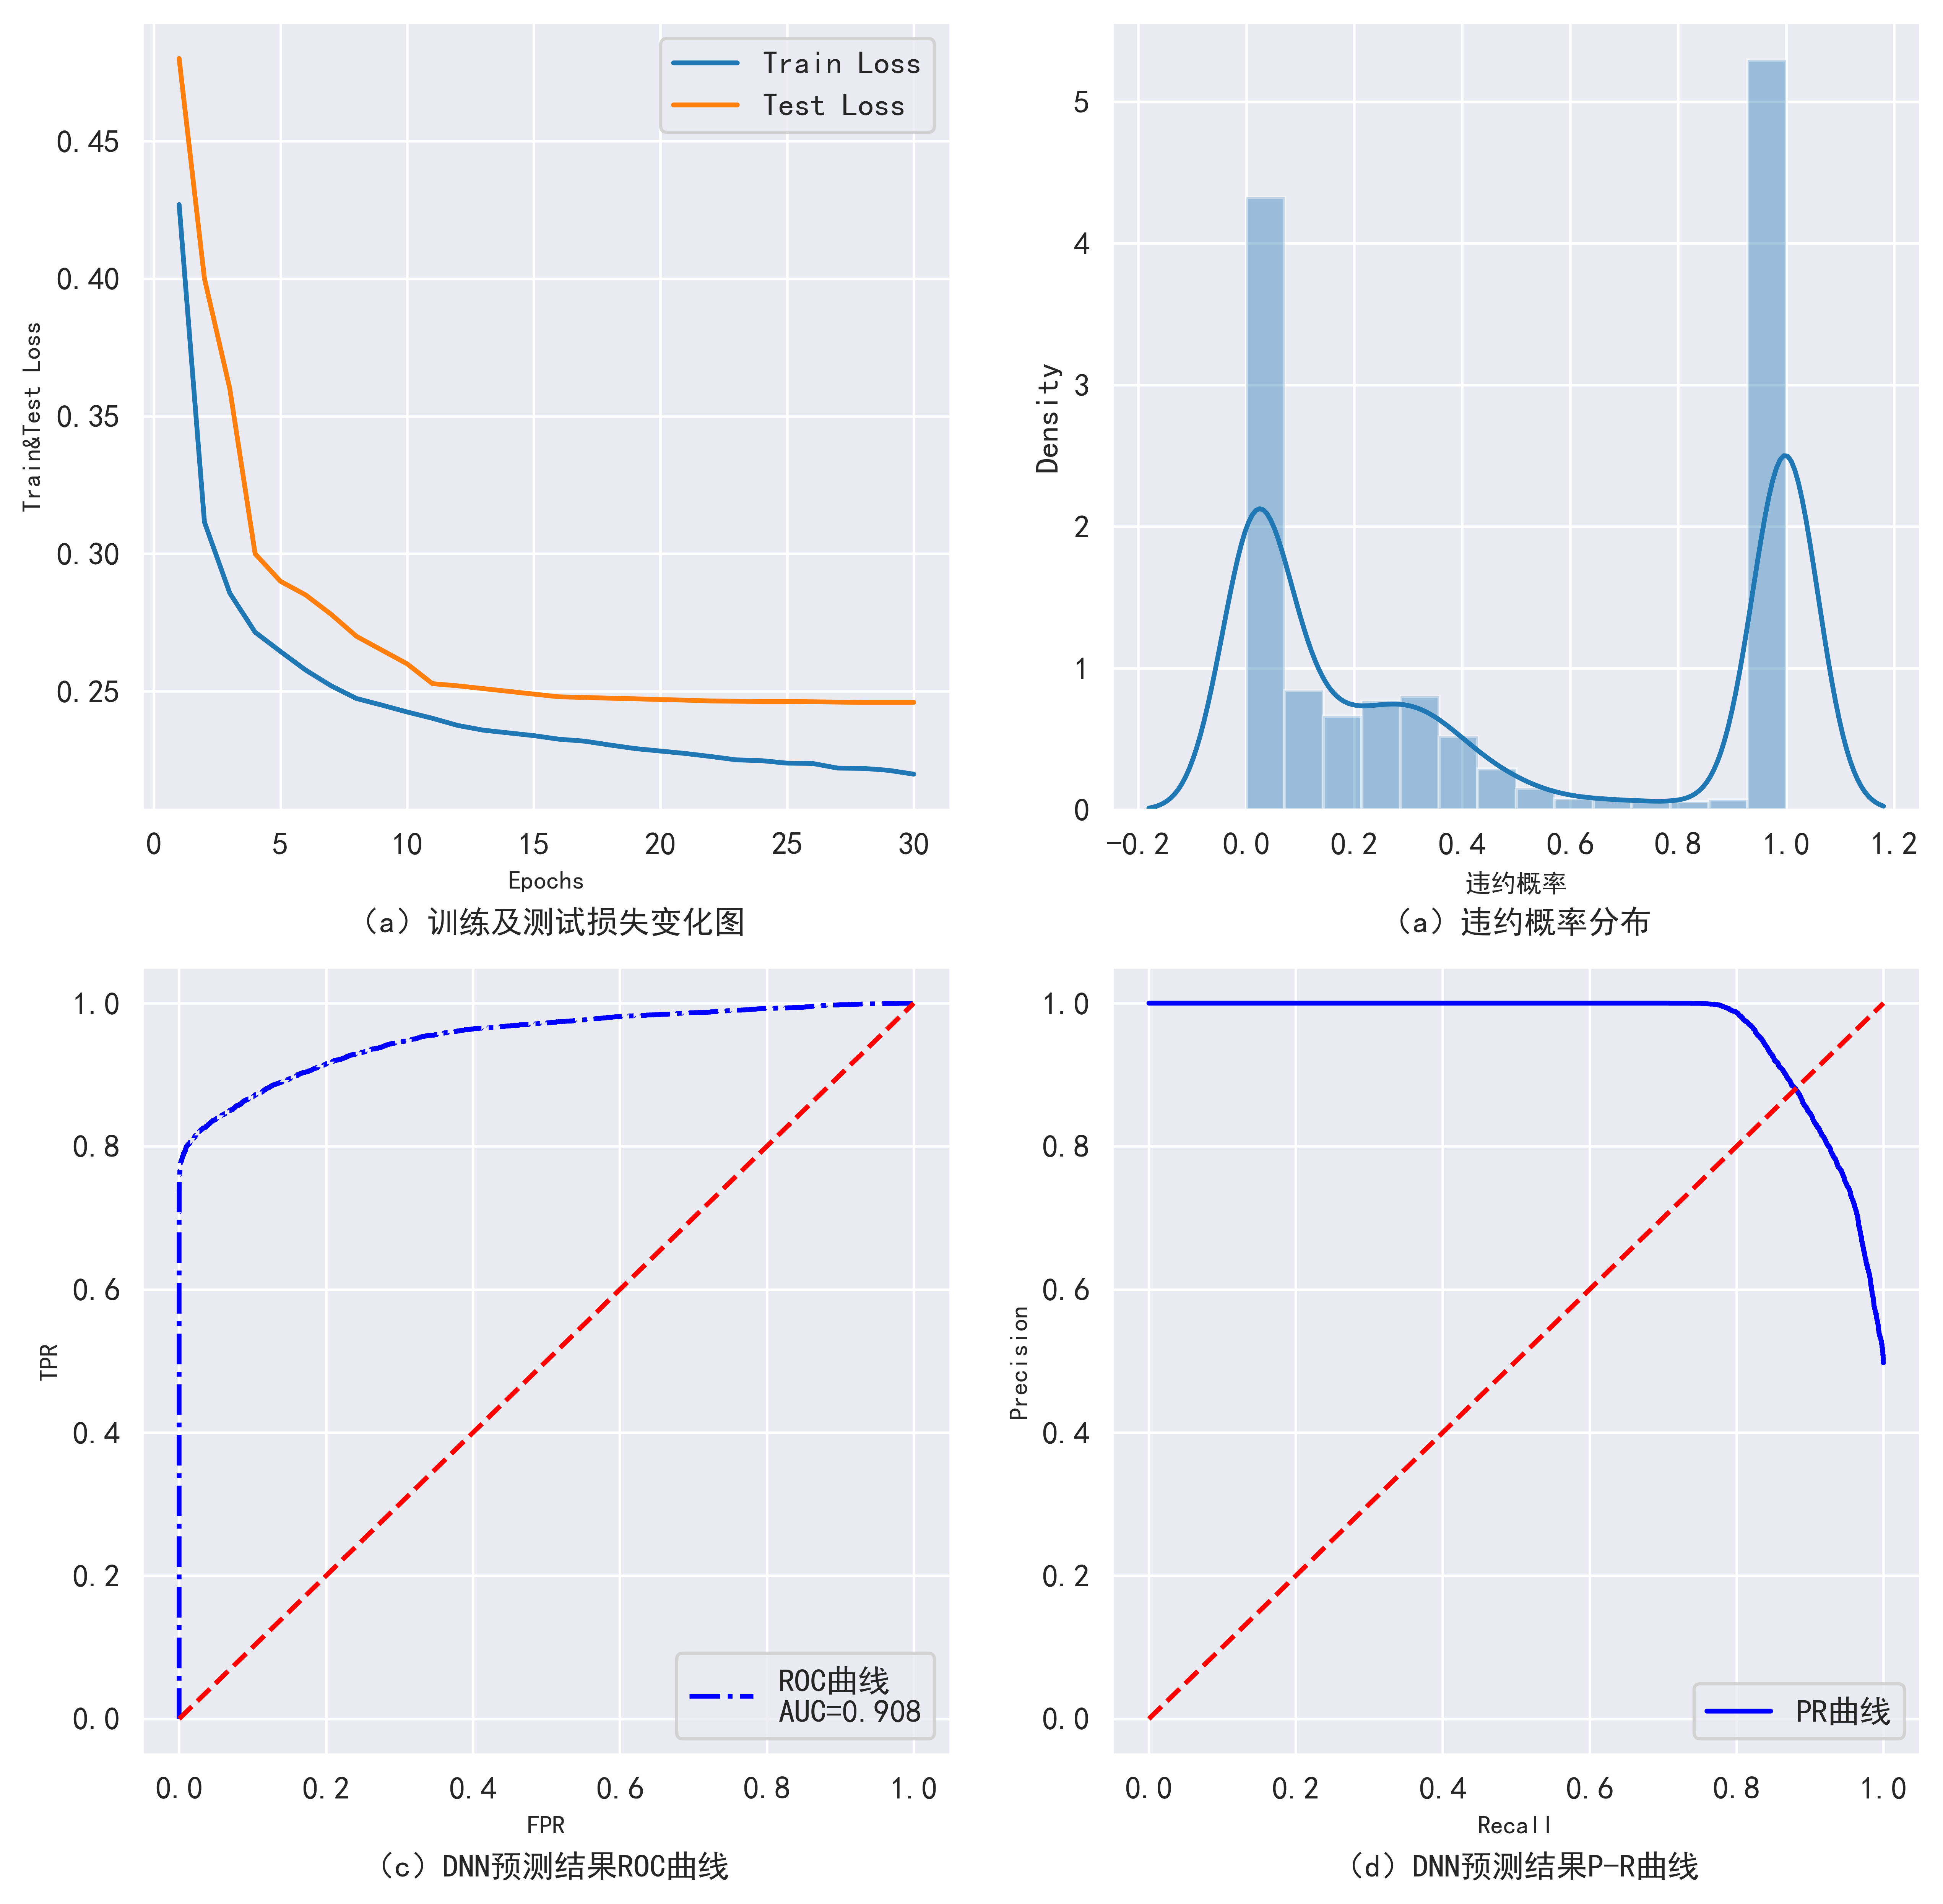 Train Loss
Test Loss
0.45
0.40
0.35
0.30
0.25
Train&Test Loss
0 5 10 15 20 25 30
Epochs
（a）训练及测试损失变化图
5
4
3
2
1
0
Density
-0.2 0.0 0.2 0.4 0.6 0.8 1.0 1.2
违约概率
（a）违约概率分布
1.0
0.8
0.6
0.4
0.2
0.0
TPR
ROC曲线
AUC=0.908
0.0 0.2 0.4 0.6 0.8 1.0
FPR
（c）DNN预测结果ROC曲线
1.0
0.8
0.6
0.4
0.2
0.0
Precision
PR曲线
0.0 0.2 0.4 0.6 0.8 1.0
Recall
（d）DNN预测结果P-R曲线